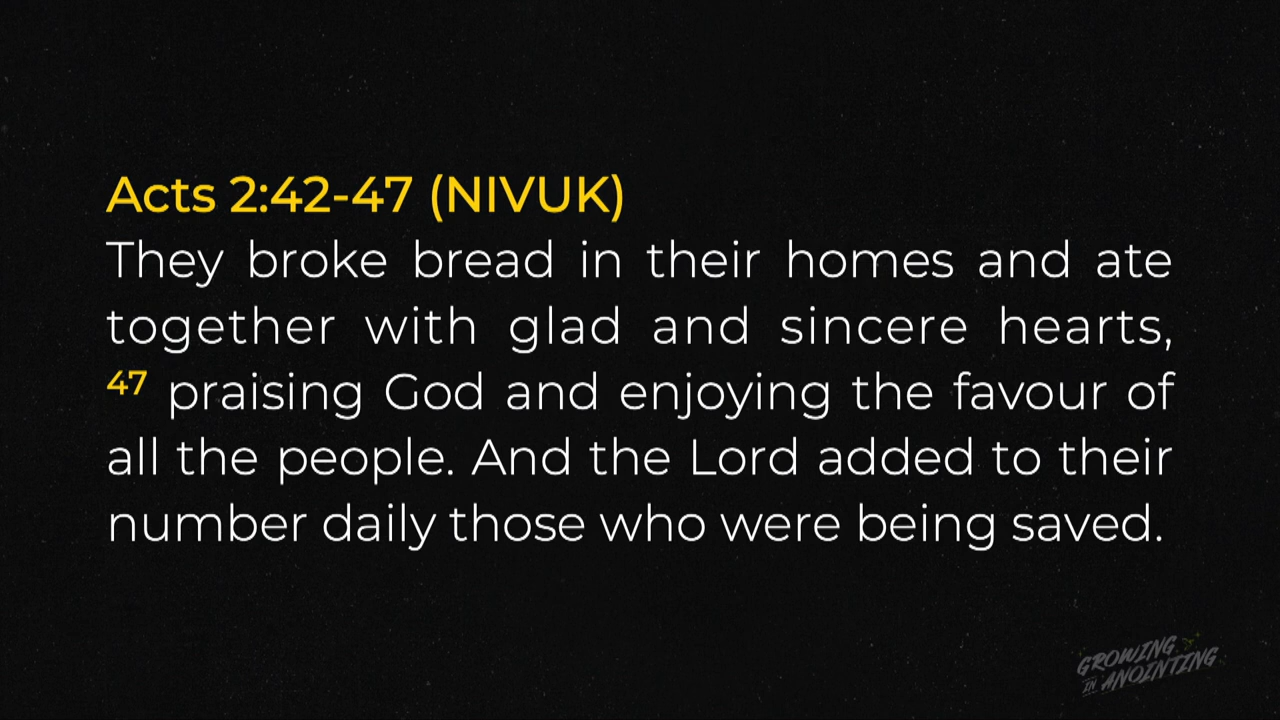 Acts 2:42-47 (NIVUK)
They broke bread in their homes and ate
together with glad and sincere hearts,
47 praising God and enjoying the favour of
all the people. And the Lord added to their
number daily those who were being saved.
GROWING
IN ANOINTING